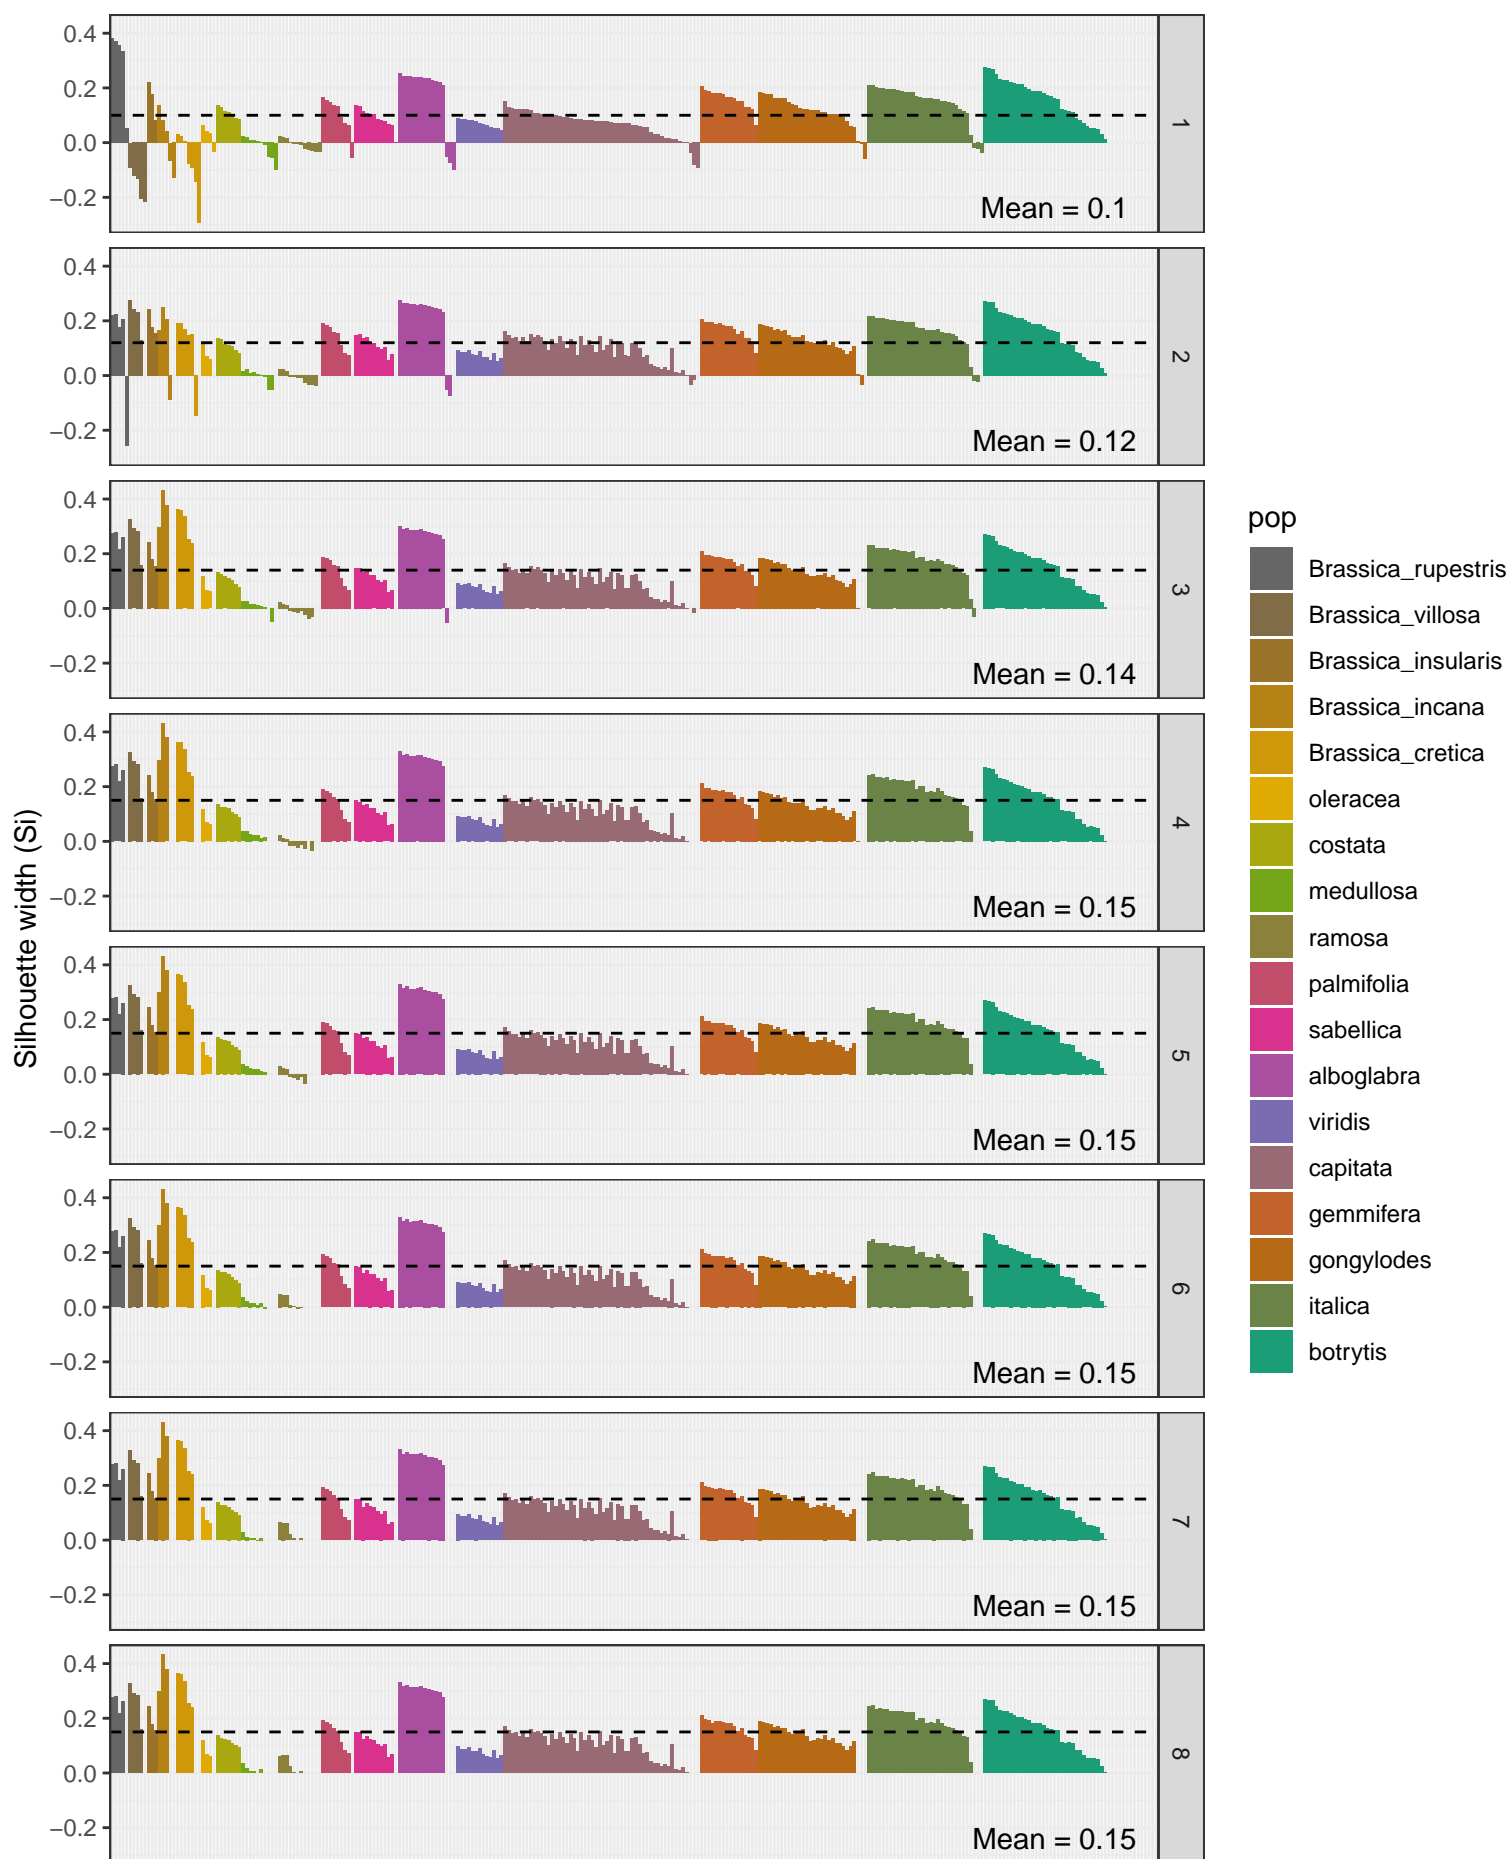 Silhouette width (Si)
0.4
0.2
0.0
−0.2
Mean = 0.1
1
0.4
0.2
0.0
−0.2
Mean = 0.12
2
0.4
0.2
0.0
−0.2
Mean = 0.14
3
0.4
0.2
0.0
−0.2
Mean = 0.15
4
0.4
0.2
0.0
−0.2
Mean = 0.15
5
0.4
0.2
0.0
−0.2
Mean = 0.15
6
0.4
0.2
0.0
−0.2
Mean = 0.15
7
0.4
0.2
0.0
−0.2
Mean = 0.15
8
pop
Brassica_rupestris
Brassica_villosa
Brassica_insularis
Brassica_incana
Brassica_cretica
oleracea
costata
medullosa
ramosa
palmifolia
sabellica
alboglabra
viridis
capitata
gemmifera
gongylodes
italica
botrytis